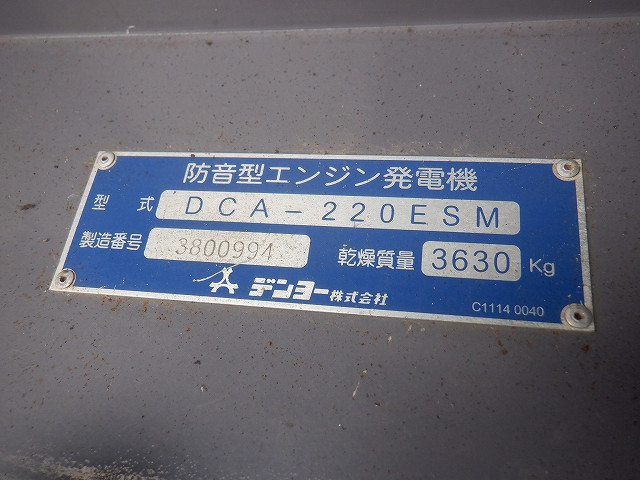 防音型エンジン発電機
型 式 DCA-220ESM
製造番号 3800994 乾燥質量 3630 Kg
デンヨー株式会社
C1114 0040